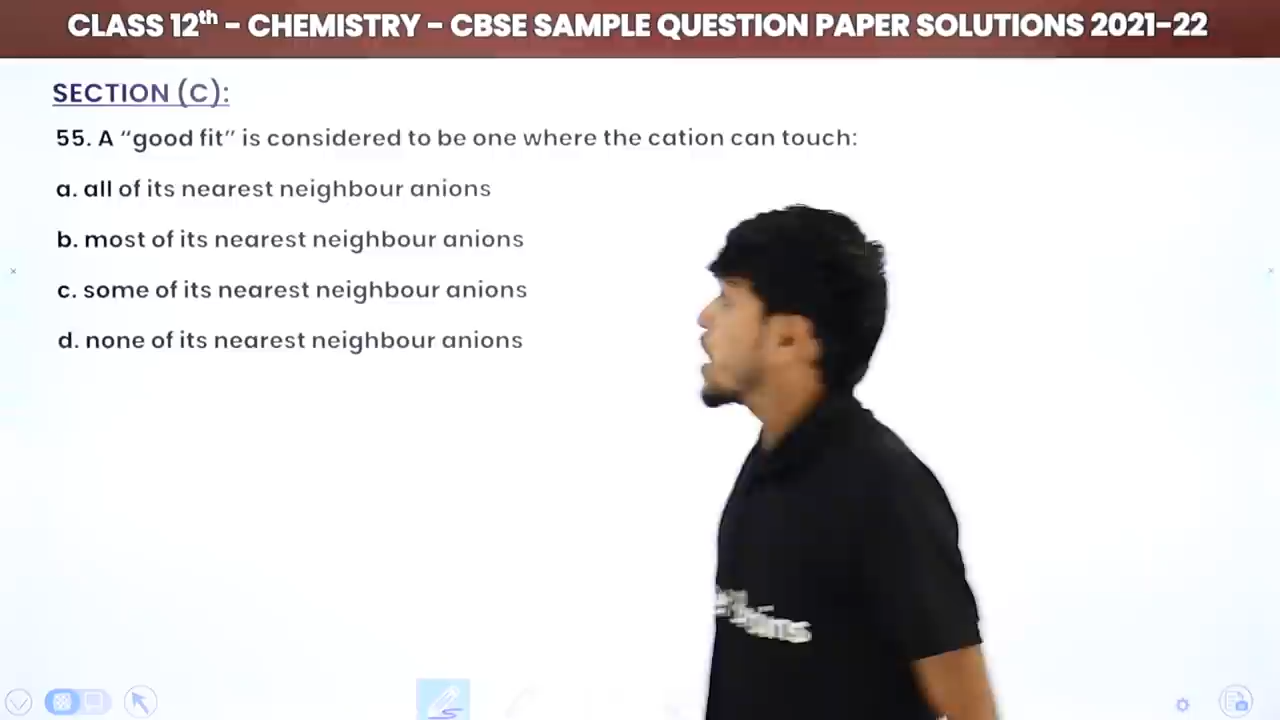 CLASS 12th – CHEMISTRY – CBSE SAMPLE QUESTION PAPER SOLUTIONS 2021-22
SECTION (C):
55. A “good fit” is considered to be one where the cation can touch:
a. all of its nearest neighbour anions
b. most of its nearest neighbour anions
c. some of its nearest neighbour anions
d. none of its nearest neighbour anions